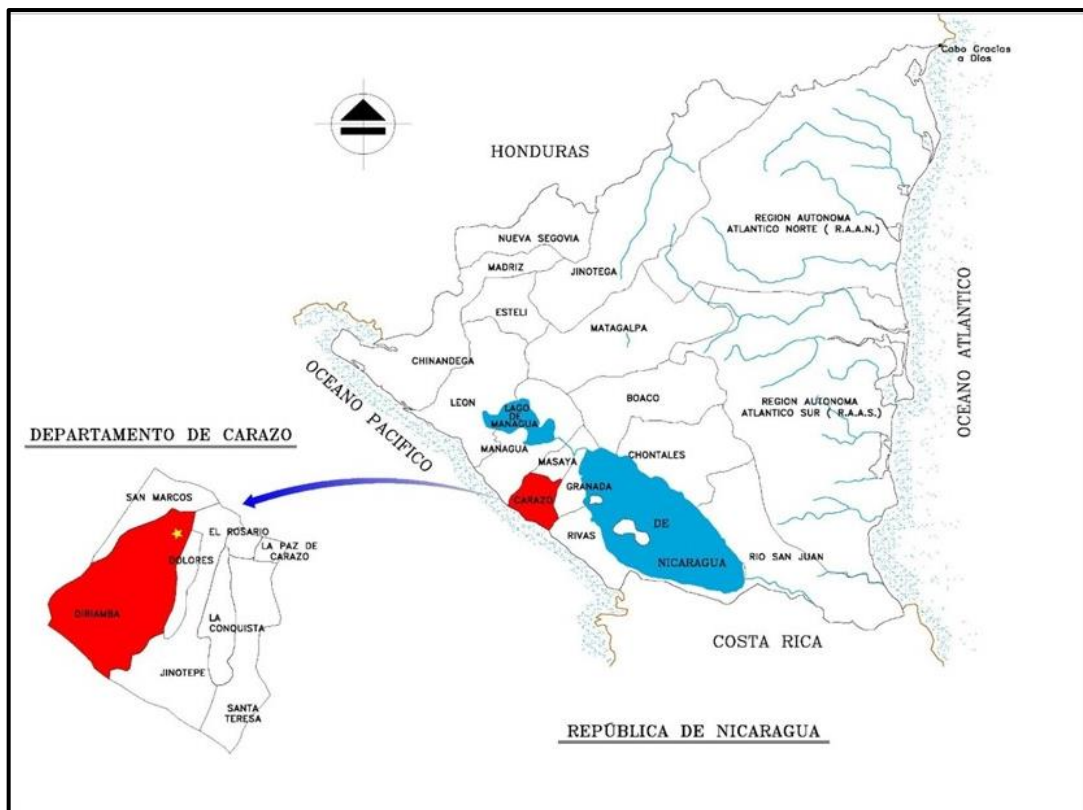 Cabo Gracias
a Dios
HONDURAS
NUEVA SEGOVIA
MADRIZ
JINOTEGA
REGION AUTONOMA
ATLANTICO NORTE ( R.A.A.N.)
ESTELI
MATAGALPA
CHINANDEGA
OCEANO ATLANTICO
LEON
LAGO
DE
MANAGUA
BOACO
REGION AUTONOMA
ATLANTICO SUR ( R.A.A.S.)
OCEANO PACIFICO
MANAGUA
MASAYA
CHONTALES
CARAZO
GRANADA
RIVAS
DE
NICARAGUA
RIO SAN JUAN
COSTA RICA
DEPARTAMENTO DE CARAZO
SAN MARCOS
EL ROSARIO
LA PAZ DE
CARAZO
DOLORES
DIRIAMBA
LA
CONQUISTA
JINOTEPE
SANTA
TERESA
REPÚBLICA DE NICARAGUA